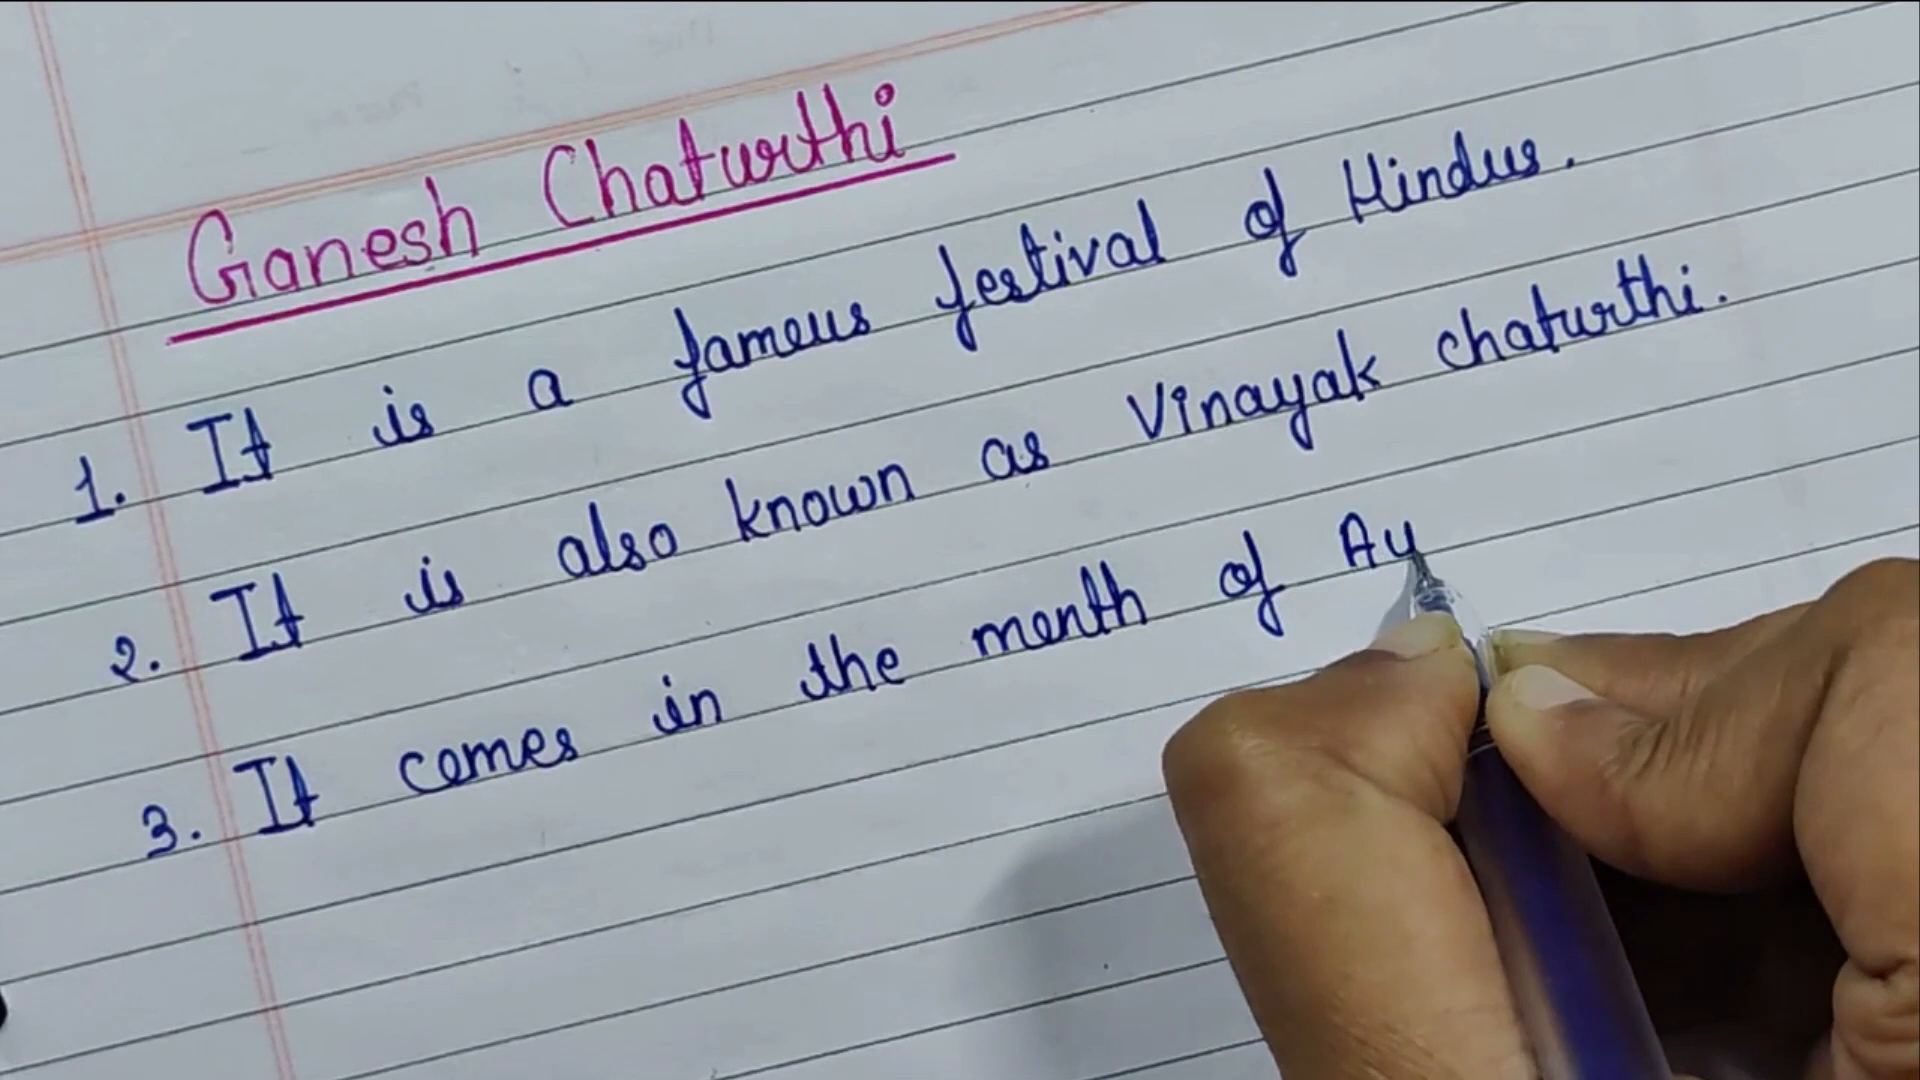 Ganesh Chaturthi
1. It is a famous festival of Hindus.
2. It is also known as Vinayak chaturthi.
3. It comes in the month of Au